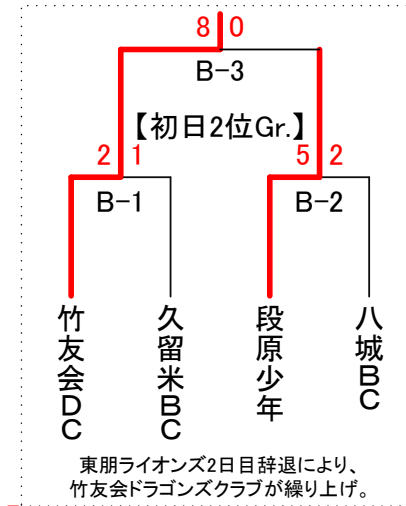 8 0
B-3
【初日2位Gr.】
2 1
5 2
B-1
B-2
竹友会DC
久留米BC
段原少年
八城BC
東朋ライオンズ2日目辞退により、
竹友会ドラゴンズクラブが繰り上げ。